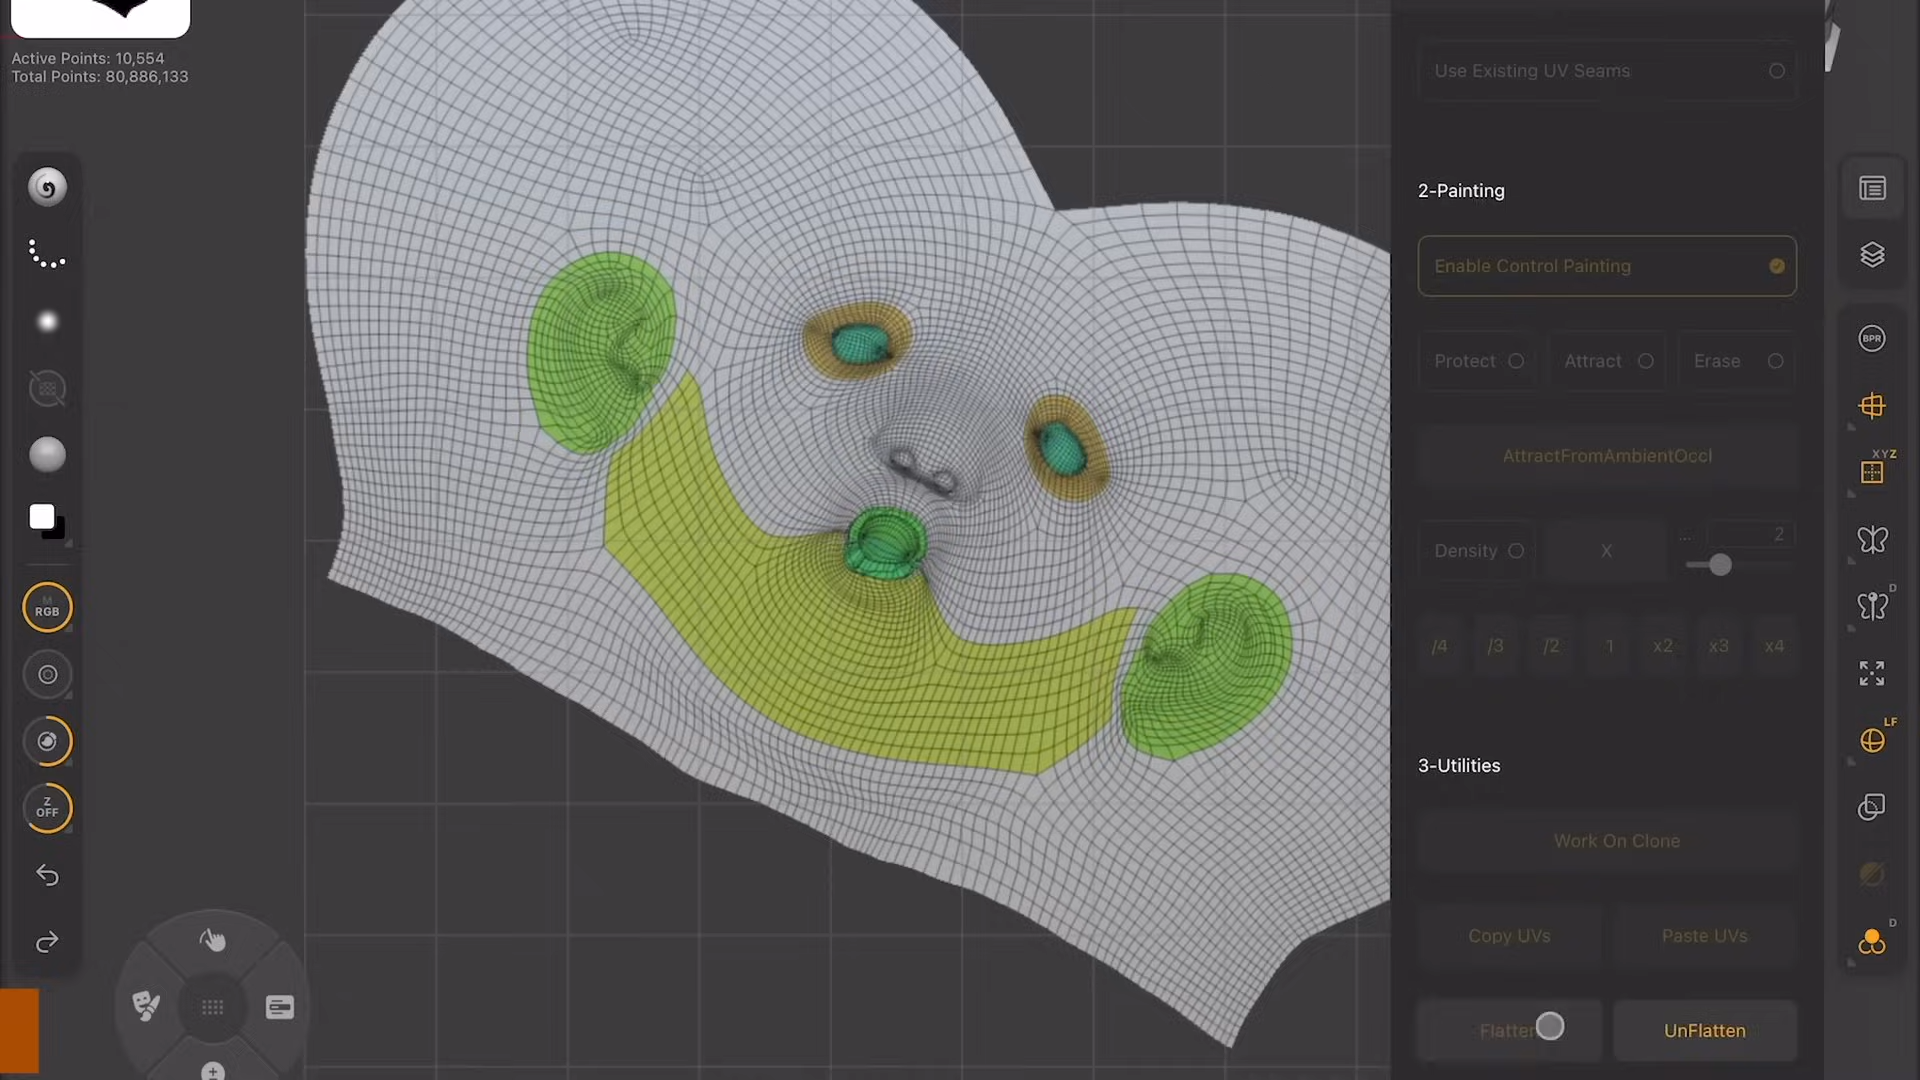 Active Points: 10,554
Total Points: 80,886,133
Use Existing UV Seams
2-Painting
Enable Control Painting
Protect
Attract
Erase
AttractFromAmbientOccl
Density
X
...
2
/4
/3
/2
1
x2
x3
x4
3-Utilities
Work On Clone
Copy UVs
Paste UVs
Flatten
UnFlatten
M
RGB
Z
OFF
BPR
XYZ
D
LF
D